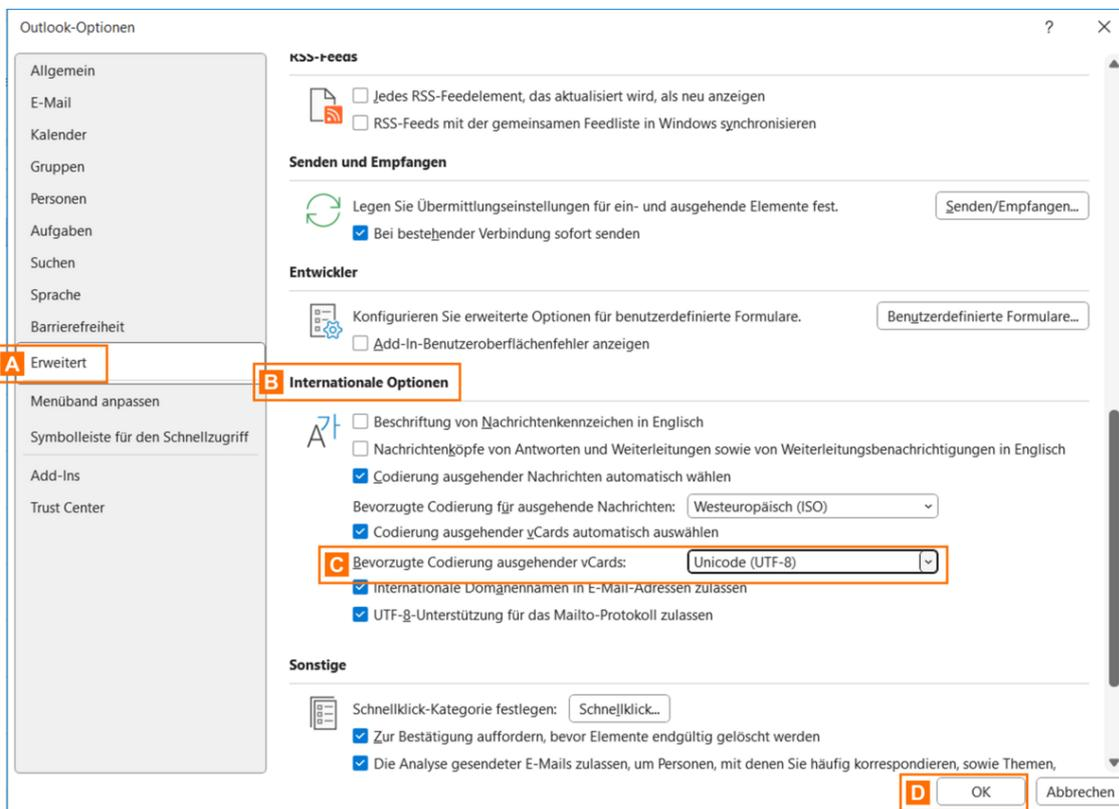 Outlook-Optionen
Allgemein
E-Mail
Kalender
Gruppen
Personen
Aufgaben
Suchen
Sprache
Barrierefreiheit
A Erweitert
Menüband anpassen
Symbolleiste für den Schnellzugriff
Add-Ins
Trust Center
RSS-Feeds
Jedes RSS-Feedelement, das aktualisiert wird, als neu anzeigen
RSS-Feeds mit der gemeinsamen Feedliste in Windows synchronisieren
Senden und Empfangen
Legen Sie Übermittlungseinstellungen für ein- und ausgehende Elemente fest. Senden/Empfangen...
Bei bestehender Verbindung sofort senden
Entwickler
Konfigurieren Sie erweiterte Optionen für benutzerdefinierte Formulare. Benutzerdefinierte Formulare...
Add-In-Benutzeroberflächenfehler anzeigen
B Internationale Optionen
Beschriftung von Nachrichtenkennzeichen in Englisch
Nachrichtenköpfe von Antworten und Weiterleitungen sowie von Weiterleitungsbenachrichtigungen in Englisch
Codierung ausgehender Nachrichten automatisch wählen
Bevorzugte Codierung für ausgehende Nachrichten: Westeuropäisch (ISO)
Codierung ausgehender vCards automatisch auswählen
C Bevorzugte Codierung ausgehender vCards: Unicode (UTF-8)
Internationale Domänennamen in E-Mail-Adressen zulassen
UTF-8-Unterstützung für das Mailto-Protokoll zulassen
Sonstige
Schnellklick-Kategorie festlegen: Schnellklick...
Zur Bestätigung auffordern, bevor Elemente endgültig gelöscht werden
Die Analyse gesendeter E-Mails zulassen, um Personen, mit denen Sie häufig korrespondieren, sowie Themen,
D OK Abbrechen